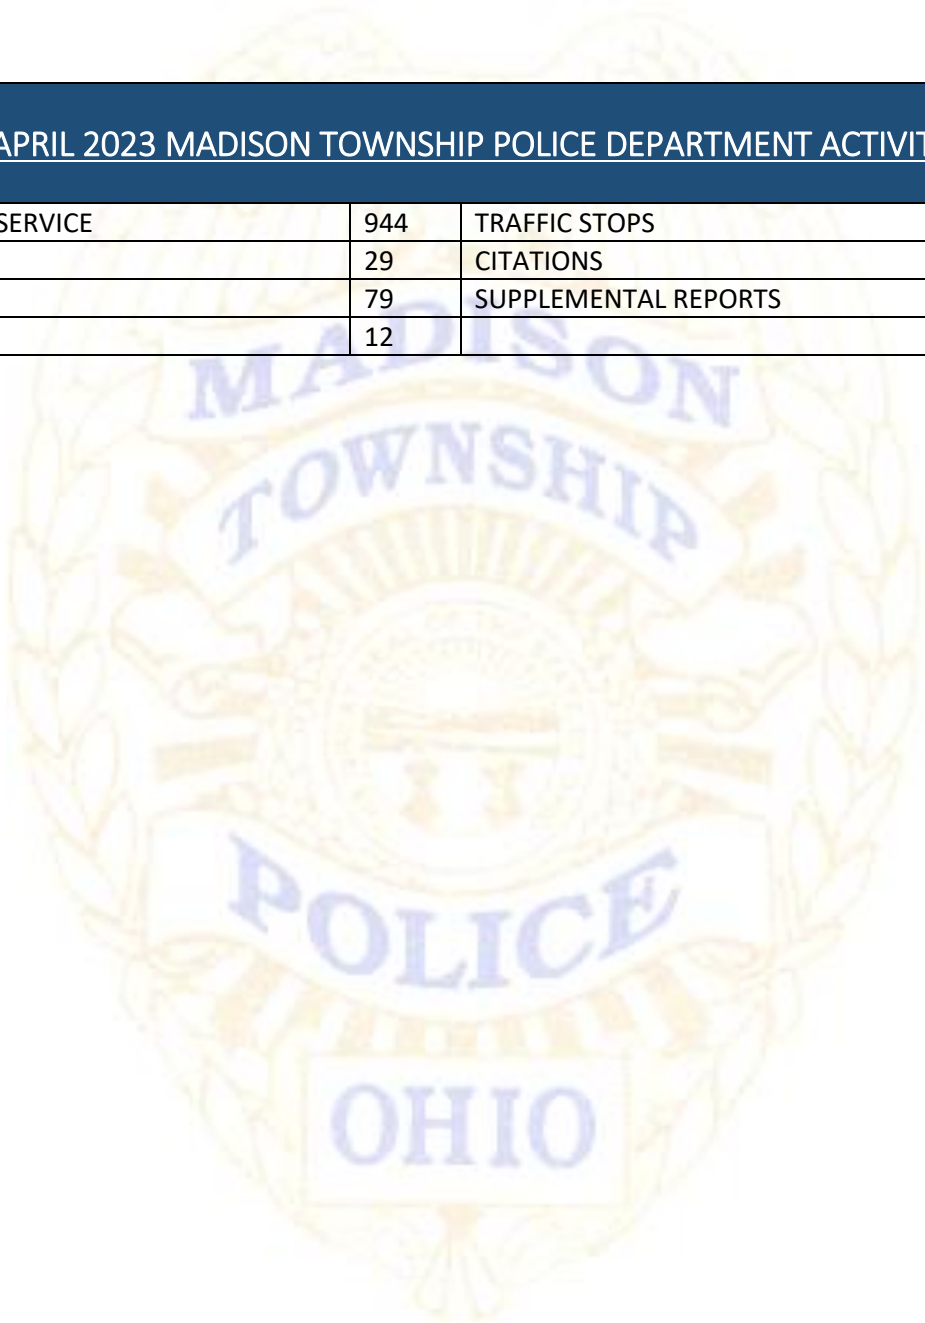 APRIL 2023 MADISON TOWNSHIP POLICE DEPARTMENT ACTIVIT
SERVICE 944 TRAFFIC STOPS
29 CITATIONS
79 SUPPLEMENTAL REPORTS
12
MADISON
TOWNSHIP
POLICE
OHIO